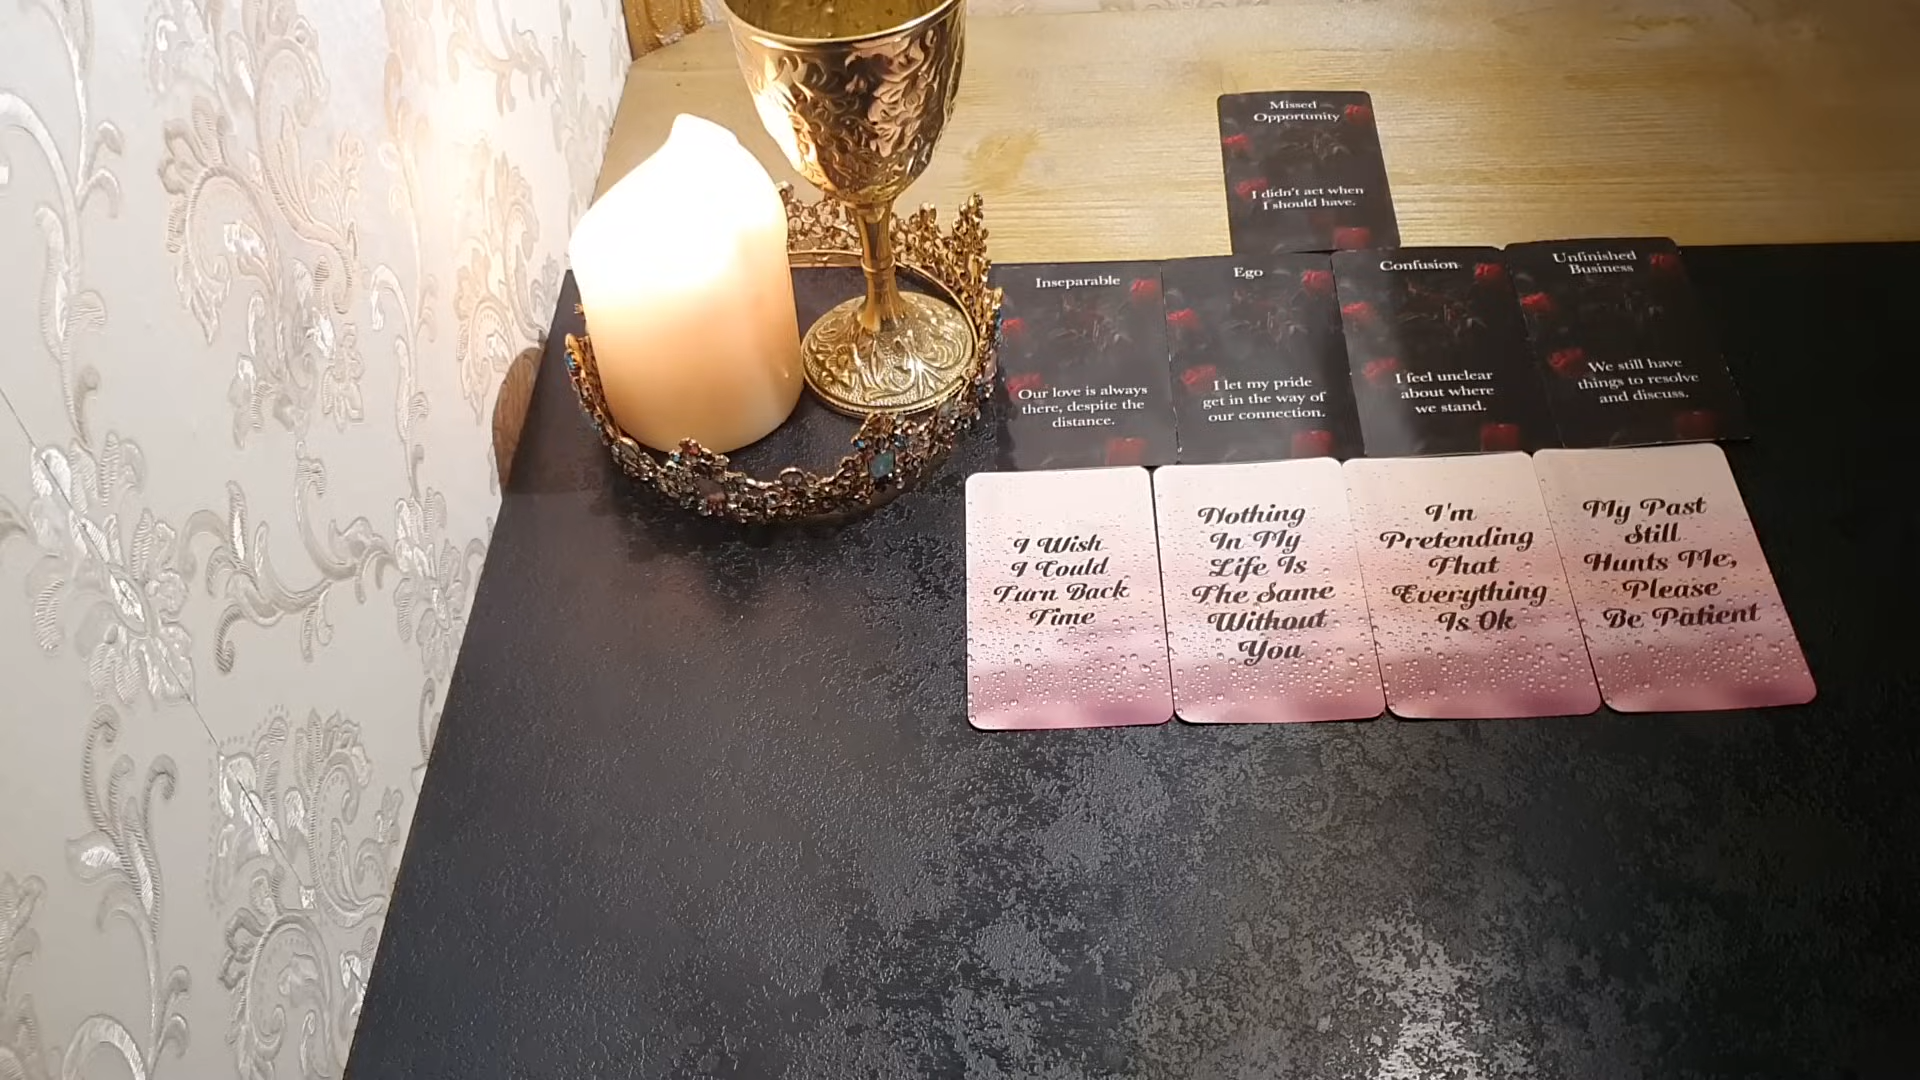 Missed
Opportunity
I didn't act when
I should have.
Inseparable
Our love is always
there, despite the
distance.
Ego
I let my pride
get in the way of
our connection.
Confusion
I feel unclear
about where
we stand.
Unfinished
Business
We still have
things to resolve
and discuss.
I Wish
I Could
Turn Back
Time
Nothing
In My
Life Is
The Same
Without
You
I'm
Pretending
That
Everything
Is Ok
My Past
Still
Hunts Me,
Please
Be Patient